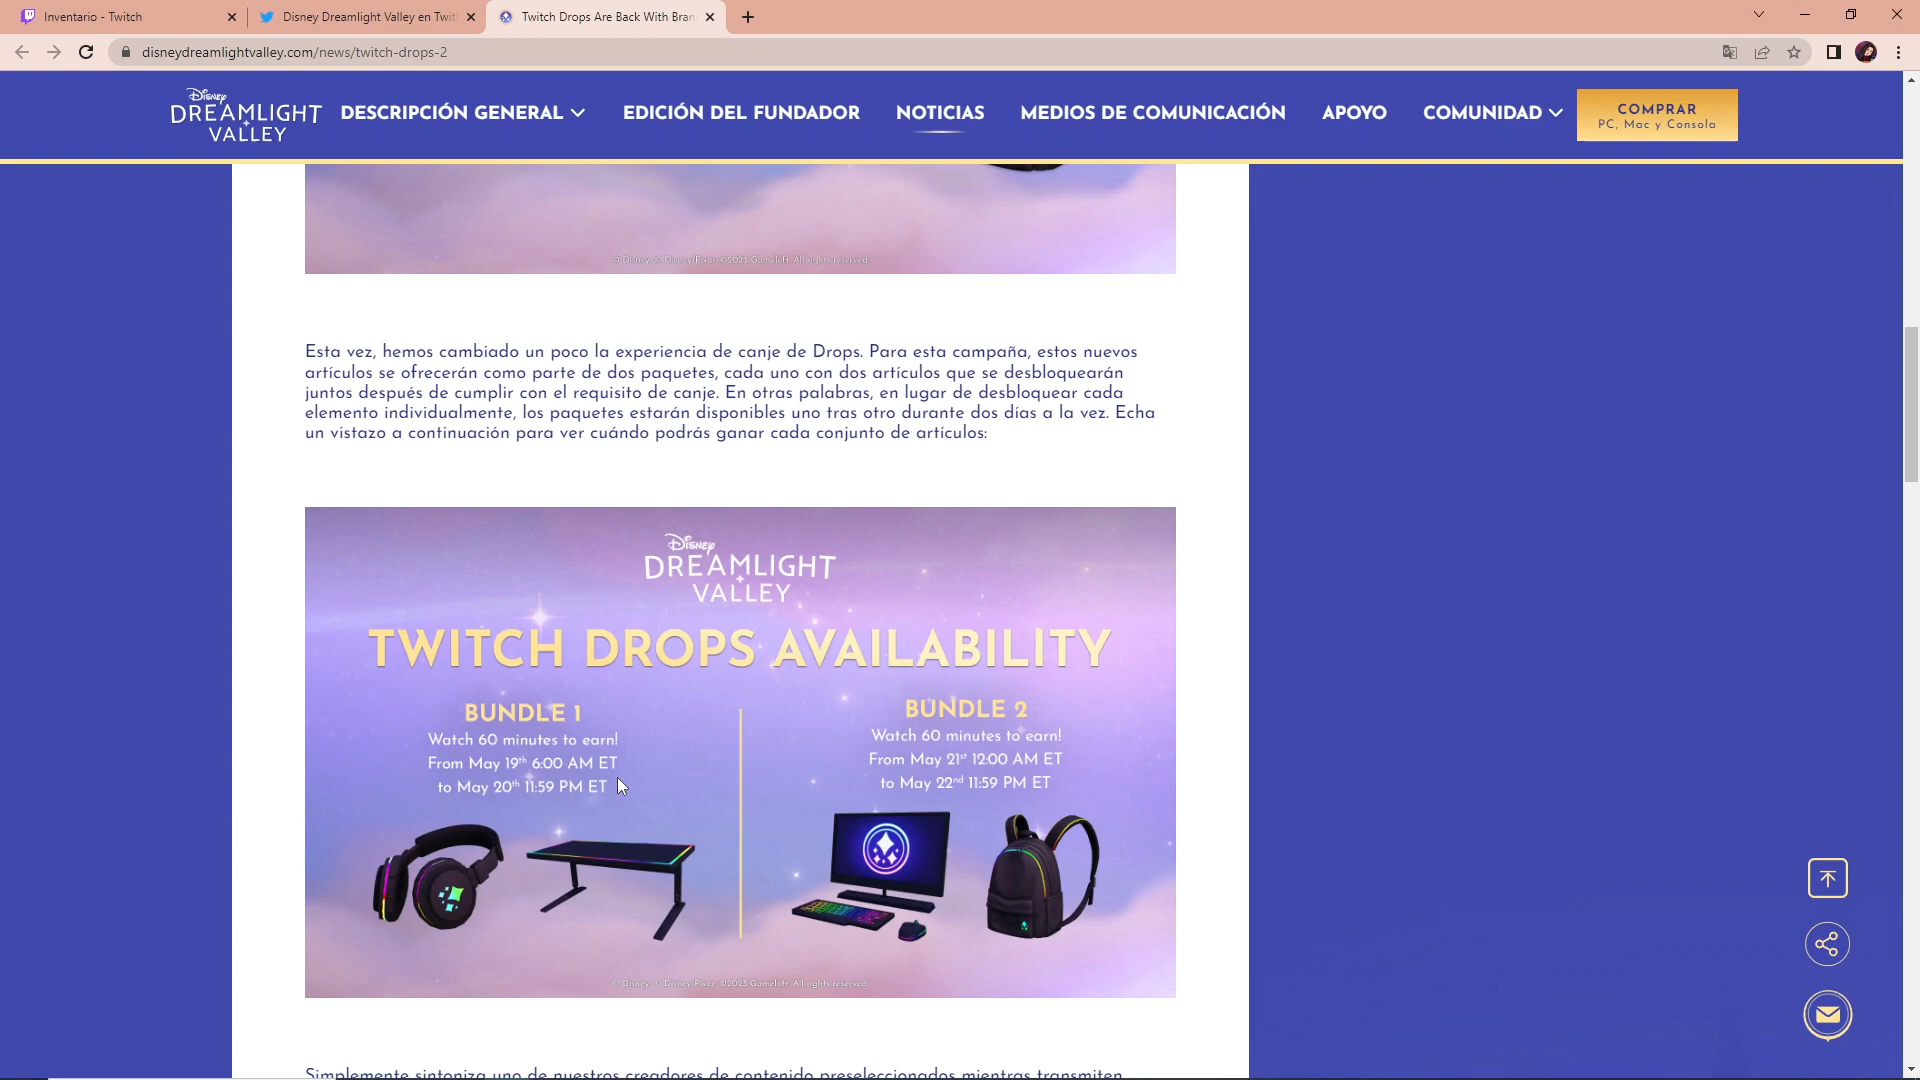 Inventario - Twitch
Disney Dreamlight Valley en Twit
Twitch Drops Are Back With Bran
disneydreamlightvalley.com/news/twitch-drops-2
Disney
DREAMLIGHT
VALLEY
DESCRIPCIÓN GENERAL
EDICIÓN DEL FUNDADOR
NOTICIAS
MEDIOS DE COMUNICACIÓN
APOYO
COMUNIDAD
COMPRAR
PC, Mac y Consola
© Disney. © Disney/Pixar. ©2023 Gameloft. All rights reserved.
Esta vez, hemos cambiado un poco la experiencia de canje de Drops. Para esta campaña, estos nuevos
artículos se ofrecerán como parte de dos paquetes, cada uno con dos artículos que se desbloquearán
juntos después de cumplir con el requisito de canje. En otras palabras, en lugar de desbloquear cada
elemento individualmente, los paquetes estarán disponibles uno tras otro durante dos días a la vez. Echa
un vistazo a continuación para ver cuándo podrás ganar cada conjunto de artículos:
Disney
DREAMLIGHT
VALLEY
TWITCH DROPS AVAILABILITY
BUNDLE 1
Watch 60 minutes to earn!
From May 19th 6:00 AM ET
to May 20th 11:59 PM ET
BUNDLE 2
Watch 60 minutes to earn!
From May 21st 12:00 AM ET
to May 22nd 11:59 PM ET
© Disney. © Disney/Pixar. ©2023 Gameloft. All rights reserved.
Simplemente sintoniza uno de nuestros creadores de contenido preseleccionados mientras transmiten